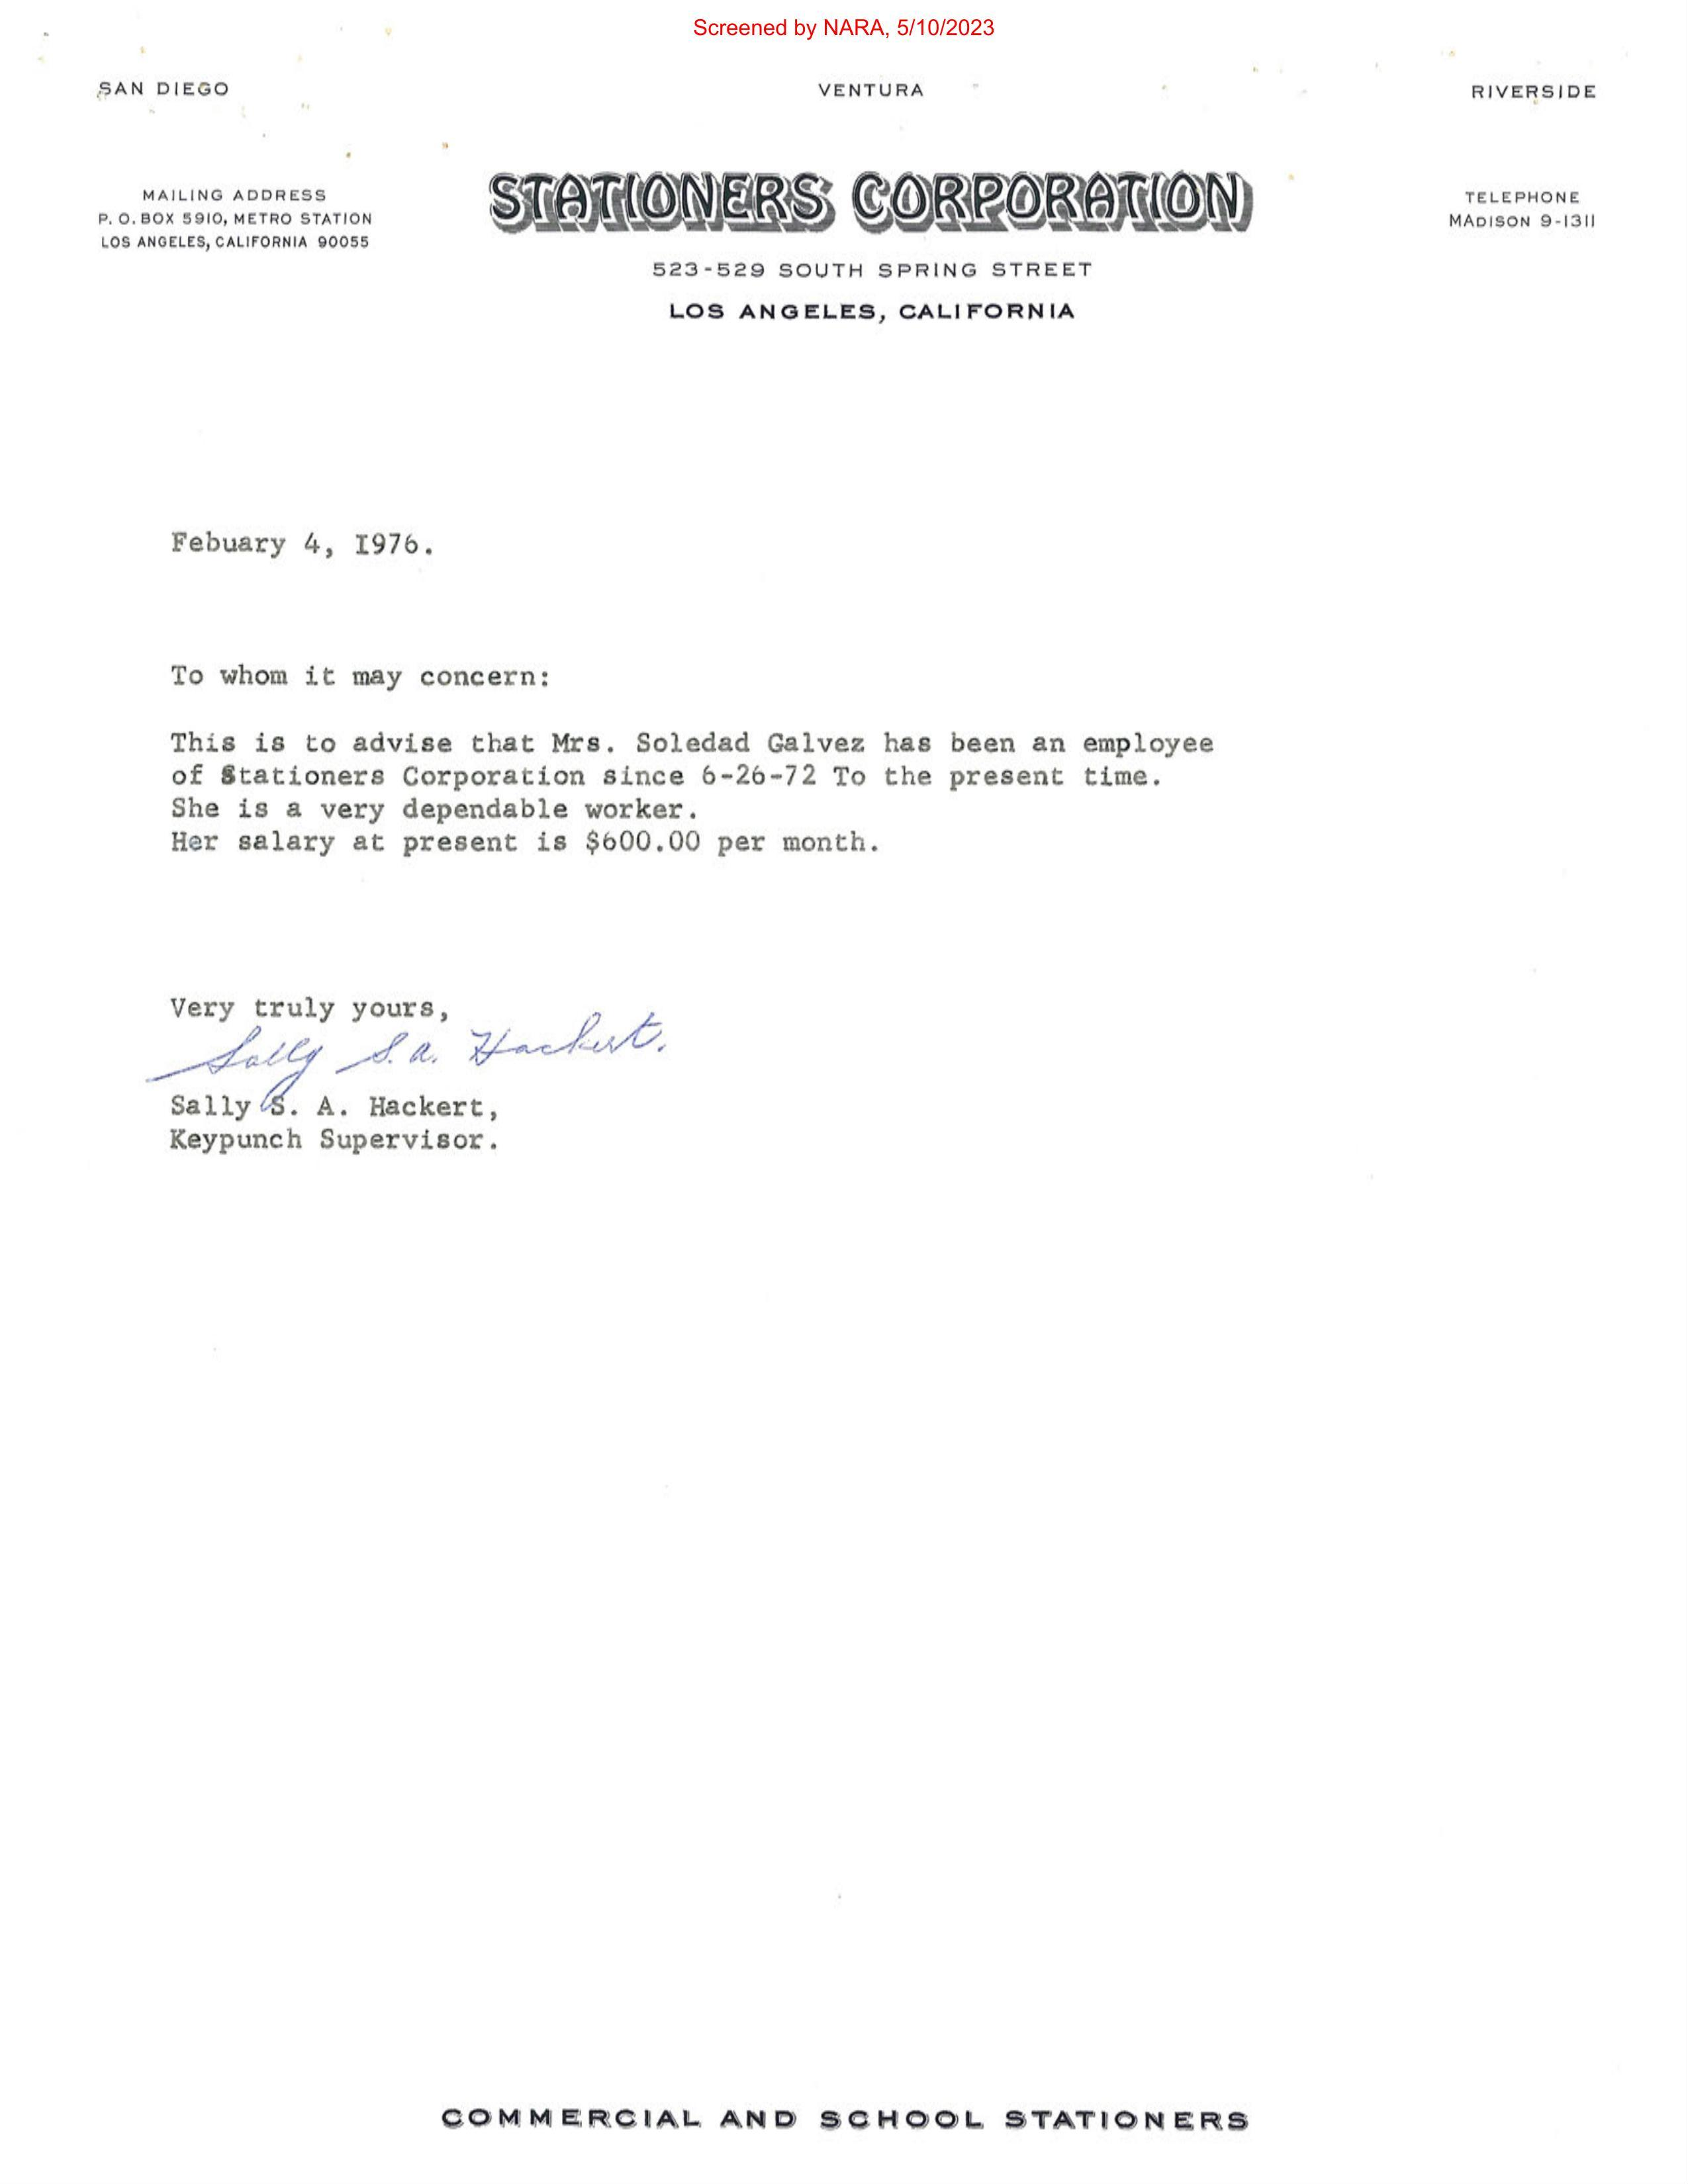 Screened by NARA, 5/10/2023
SAN DIEGO
VENTURA
RIVERSIDE
MAILING ADDRESS
P. O. BOX 5910, METRO STATION
LOS ANGELES, CALIFORNIA 90055
STATIONERS CORPORATION
523-529 SOUTH SPRING STREET
LOS ANGELES, CALIFORNIA
TELEPHONE
MADISON 9-1311
Febuary 4, I976.
To whom it may concern:
This is to advise that Mrs. Soledad Galvez has been an employee
of Stationers Corporation since 6-26-72 To the present time.
She is a very dependable worker.
Her salary at present is $600.00 per month.
Very truly yours,
Sally S. A. Hackert.
Sally S. A. Hackert,
Keypunch Supervisor.
COMMERCIAL AND SCHOOL STATIONERS